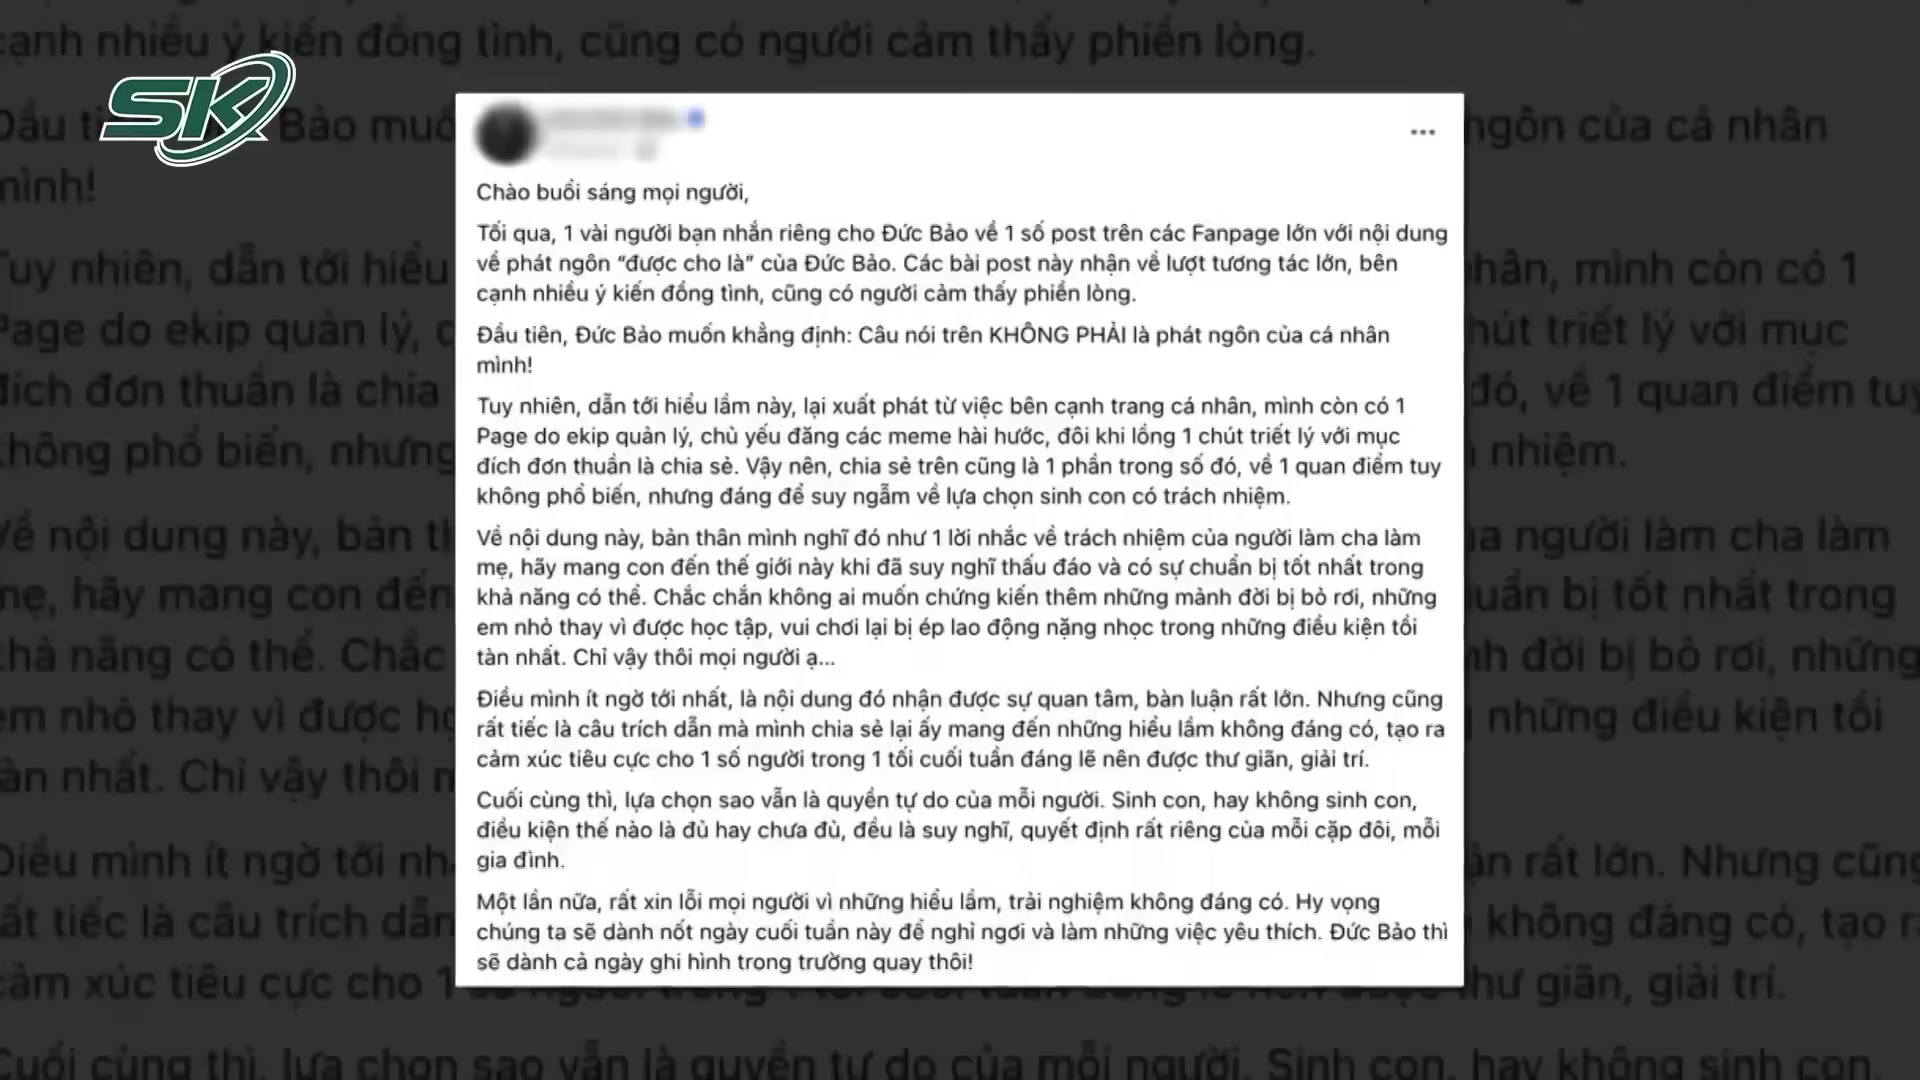 SK
Chào buổi sáng mọi người,
Tối qua, 1 vài người bạn nhắn riêng cho Đức Bảo về 1 số post trên các Fanpage lớn với nội dung
về phát ngôn “được cho là” của Đức Bảo. Các bài post này nhận về lượt tương tác lớn, bên
cạnh nhiều ý kiến đồng tình, cũng có người cảm thấy phiền lòng.
Đầu tiên, Đức Bảo muốn khẳng định: Câu nói trên KHÔNG PHẢI là phát ngôn của cá nhân
mình!
Tuy nhiên, dẫn tới hiểu lầm này, lại xuất phát từ việc bên cạnh trang cá nhân, mình còn có 1
Page do ekip quản lý, chủ yếu đăng các meme hài hước, đôi khi lồng 1 chút triết lý với mục
đích đơn thuần là chia sẻ. Vậy nên, chia sẻ trên cũng là 1 phần trong số đó, về 1 quan điểm tuy
không phổ biến, nhưng đáng để suy ngẫm về lựa chọn sinh con có trách nhiệm.
Về nội dung này, bản thân mình nghĩ đó như 1 lời nhắc về trách nhiệm của người làm cha làm
mẹ, hãy mang con đến thế giới này khi đã suy nghĩ thấu đáo và có sự chuẩn bị tốt nhất trong
khả năng có thể. Chắc chắn không ai muốn chứng kiến thêm những mảnh đời bị bỏ rơi, những
em nhỏ thay vì được học tập, vui chơi lại bị ép lao động nặng nhọc trong những điều kiện tồi
tàn nhất. Chỉ vậy thôi mọi người ạ...
Điều mình ít ngờ tới nhất, là nội dung đó nhận được sự quan tâm, bàn luận rất lớn. Nhưng cũng
rất tiếc là câu trích dẫn mà mình chia sẻ lại ấy mang đến những hiểu lầm không đáng có, tạo ra
cảm xúc tiêu cực cho 1 số người trong 1 tối cuối tuần đáng lẽ nên được thư giãn, giải trí.
Cuối cùng thì, lựa chọn sao vẫn là quyền tự do của mỗi người. Sinh con, hay không sinh con,
điều kiện thế nào là đủ hay chưa đủ, đều là suy nghĩ, quyết định rất riêng của mỗi cặp đôi, mỗi
gia đình.
Một lần nữa, rất xin lỗi mọi người vì những hiểu lầm, trải nghiệm không đáng có. Hy vọng
chúng ta sẽ dành nốt ngày cuối tuần này để nghỉ ngơi và làm những việc yêu thích. Đức Bảo thì
sẽ dành cả ngày ghi hình trong trường quay thôi!